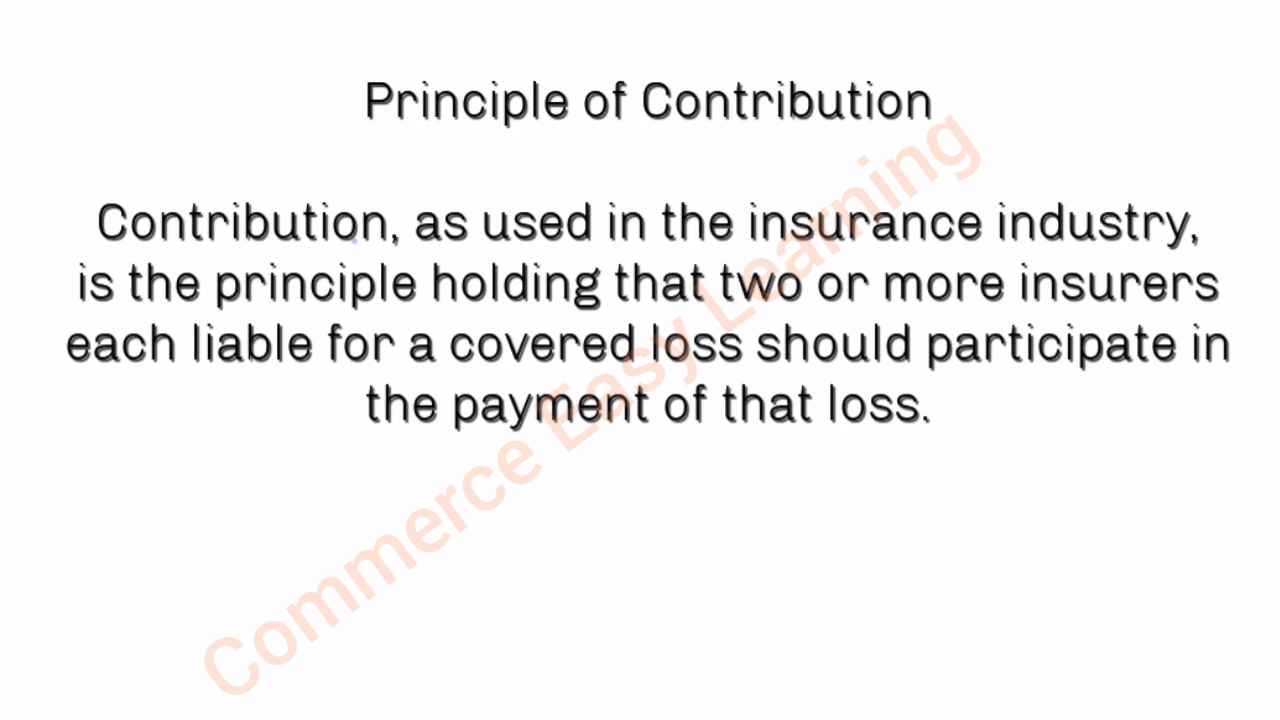 Principle of Contribution
Contribution, as used in the insurance industry,
is the principle holding that two or more insurers
each liable for a covered loss should participate in
the payment of that loss.
Commerce Easy Learning